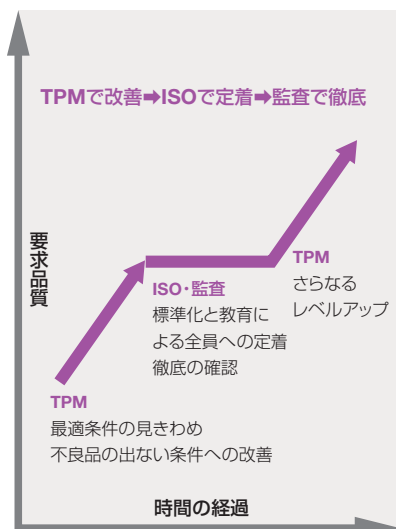 TPMで改善➡ISOで定着➡監査で徹底
要求品質
TPM
さらなる
レベルアップ
ISO・監査
標準化と教育に
よる全員への定着
徹底の確認
TPM
最適条件の見きわめ
不良品の出ない条件への改善
時間の経過